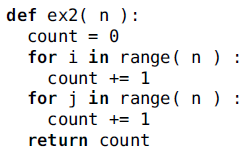 def ex2( n ):
  count = 0
  for i in range( n ) :
    count += 1
  for j in range( n ) :
    count += 1
  return count